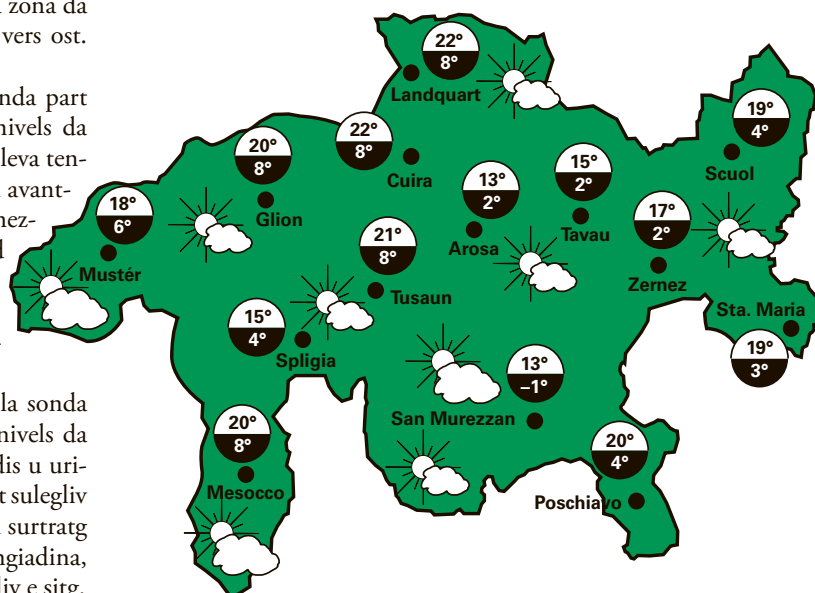 zona da
vers ost.
nda part
nivels da
leva ten-
avant-
nez-
la sonda
nivels da
dis u uri-
t sulegliv
surtratg
ngiadina,
liv e sitg.
22°
8°
Landquart
22°
8°
Cuira
20°
8°
Glion
18°
6°
Mustér
13°
2°
Arosa
15°
2°
Tavau
19°
4°
Scuol
17°
2°
Zernez
21°
8°
Tusaun
15°
4°
Spligia
Sta. Maria
19°
3°
13°
–1°
San Murezzan
20°
8°
Mesocco
20°
4°
Poschiavo